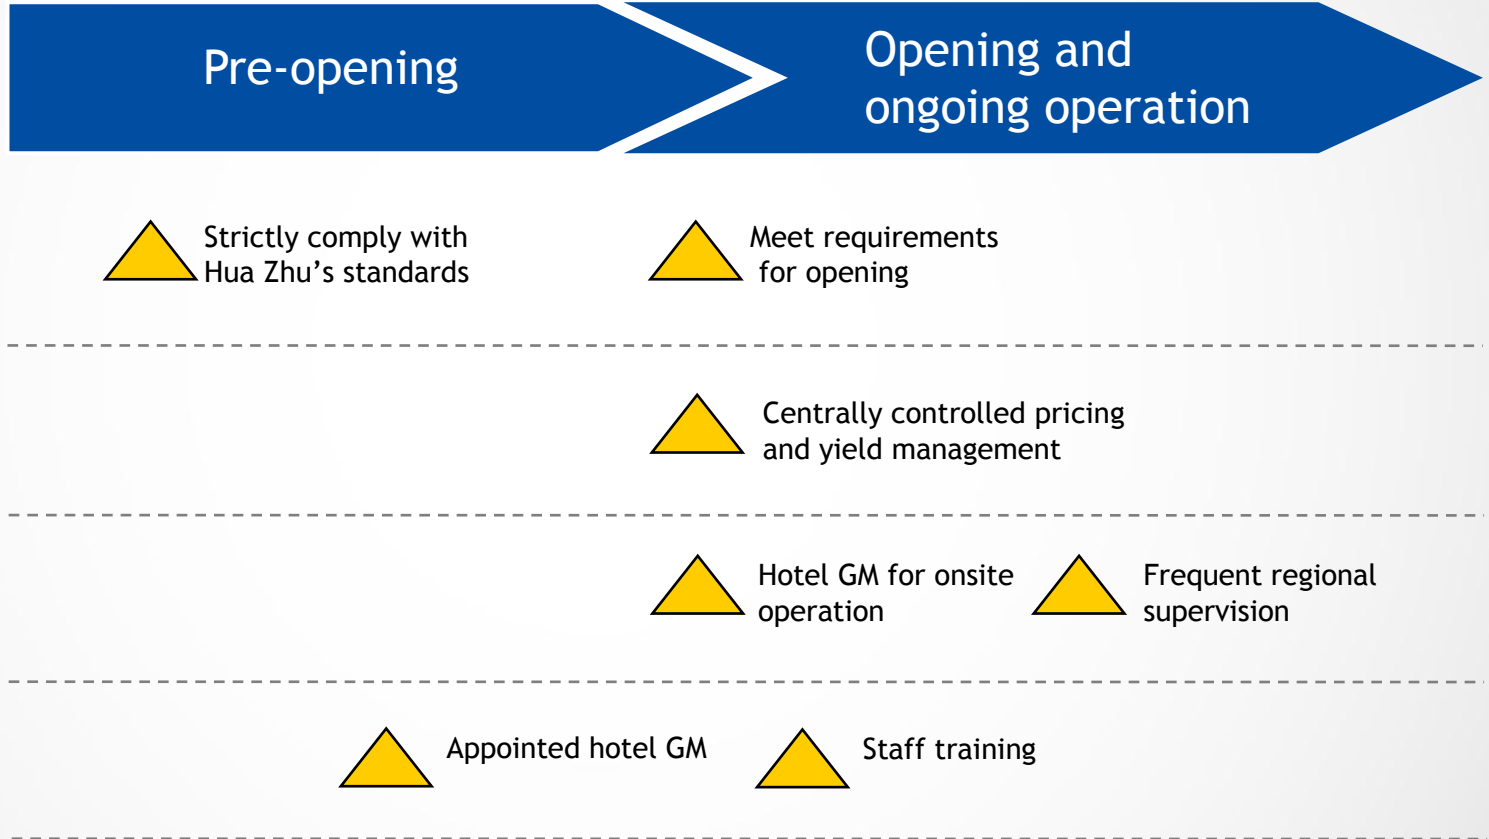 Pre-opening
Opening and
ongoing operation
Strictly comply with
Hua Zhu’s standards
Meet requirements
for opening
Centrally controlled pricing
and yield management
Hotel GM for onsite
operation
Frequent regional
supervision
Appointed hotel GM
Staff training